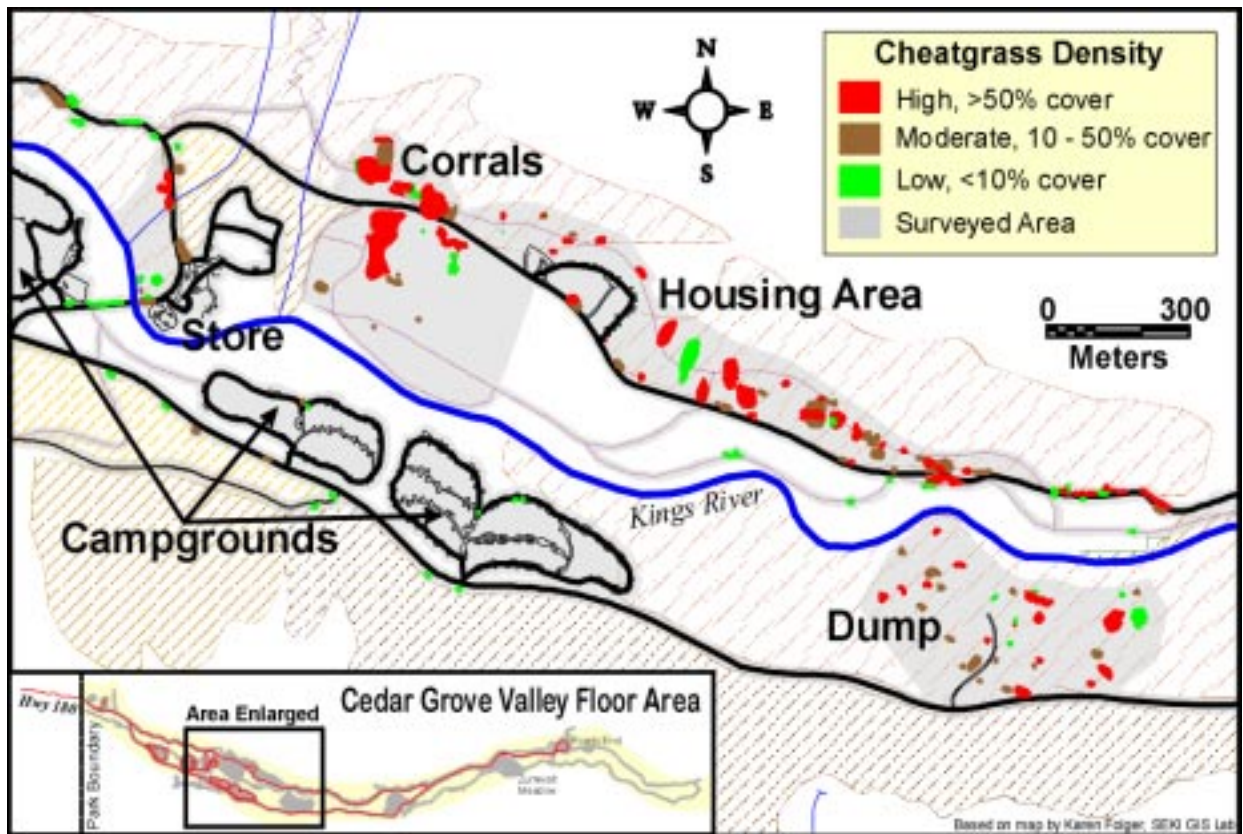 N
W E
S
Cheatgrass Density
High, >50% cover
Moderate, 10 - 50% cover
Low, <10% cover
Surveyed Area
Corrals
Housing Area
0 300
Meters
Store
Kings River
Campgrounds
Dump
Cedar Grove Valley Floor Area
Hwy 180
Area Enlarged
Park Boundary
Zumwalt
Meadow
Based on map by Karen Folger, SEKI GIS Lab